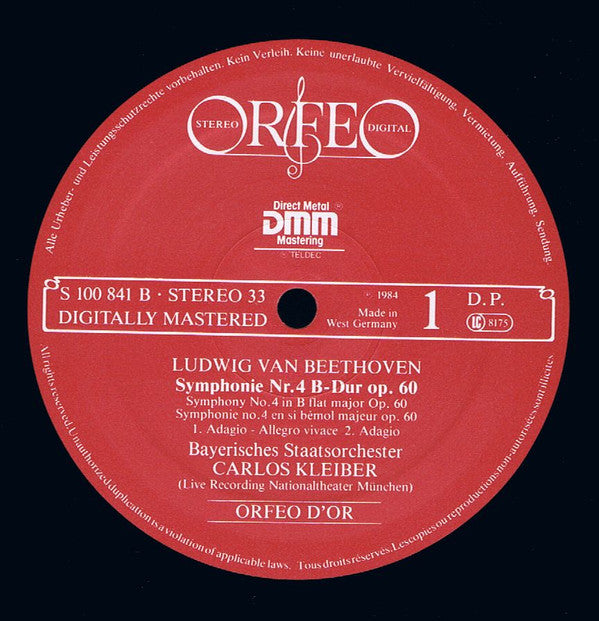 Alle Urheber- und Leistungsschutzrechte vorbehalten. Kein Verleih. Keine unerlaubte Vervielfältigung, Vermietung, Aufführung, Sendung.
STEREO ORFEO DIGITAL
Direct Metal
DMM
Mastering
TELDEC
S 100 841 B · STEREO 33
DIGITALLY MASTERED
℗ 1984
Made in
West Germany
1
D. P.
LC 8175
LUDWIG VAN BEETHOVEN
Symphonie Nr. 4 B-Dur op. 60
Symphony No. 4 in B flat major Op. 60
Symphonie no. 4 en si bémol majeur op. 60
1. Adagio - Allegro vivace 2. Adagio
Bayerisches Staatsorchester
CARLOS KLEIBER
(Live Recording Nationaltheater München)
ORFEO D'OR
All rights reserved. Unauthorized duplication is a violation of applicable laws. Tous droits réservés. Les copies ou reproductions non-autorisées sont illicites